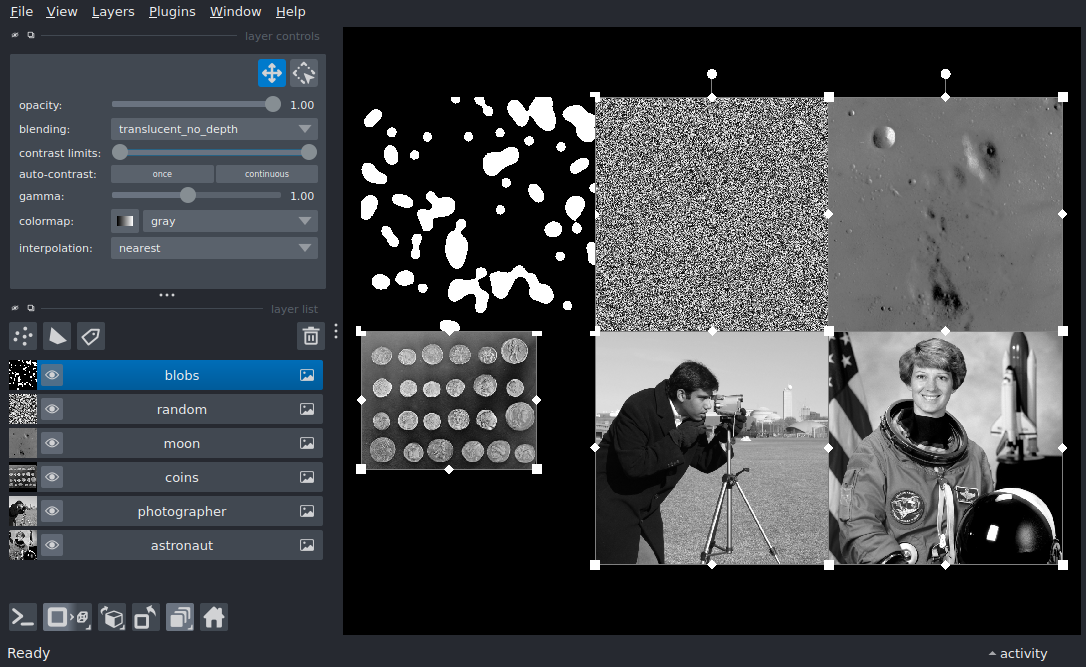 File View Layers Plugins Window Help
layer controls
opacity: 1.00
blending: translucent_no_depth
contrast limits:
auto-contrast: once continuous
gamma: 1.00
colormap: gray
interpolation: nearest
layer list
blobs
random
moon
coins
photographer
astronaut
Ready activity